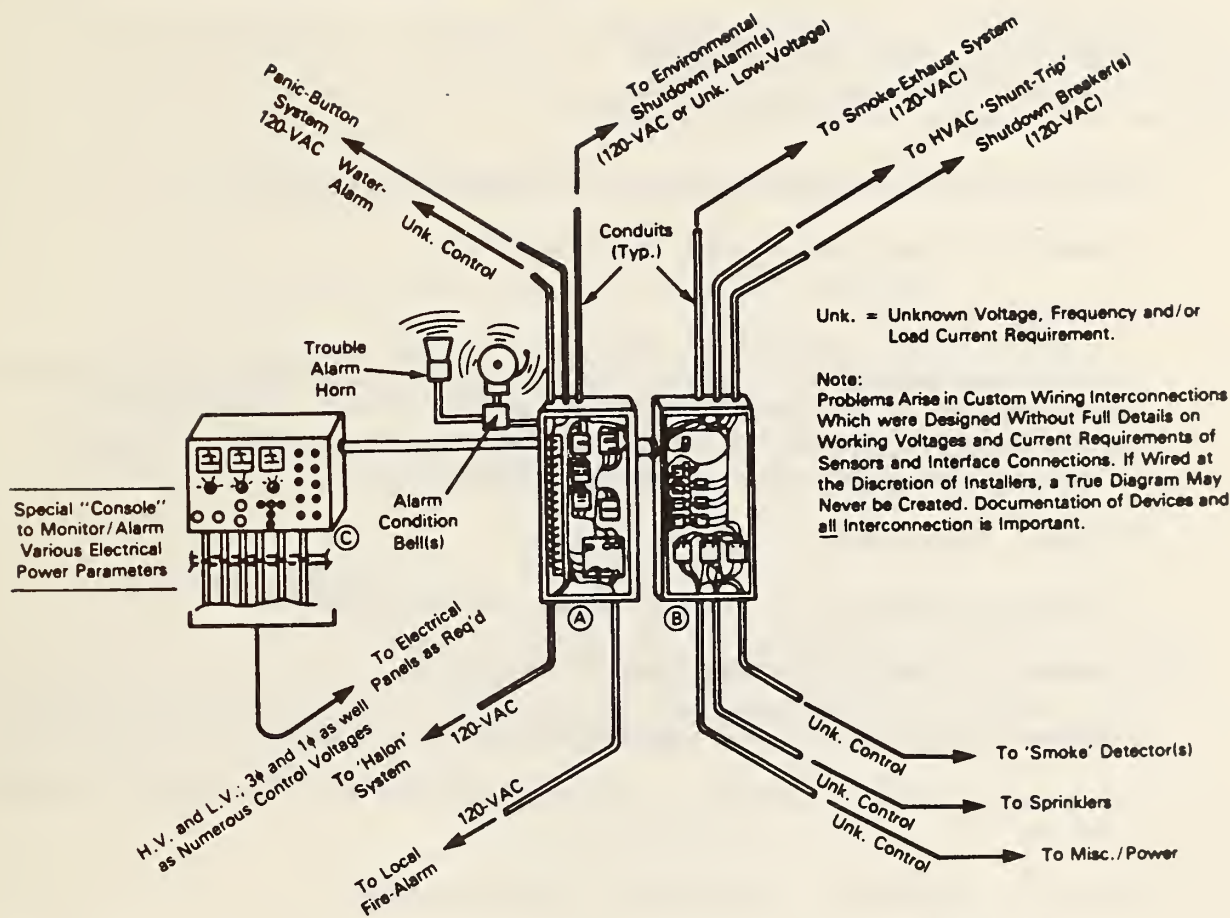 Panic-Button
System
120-VAC
Water-
Alarm
Unk. Control
To Environmental
Shutdown Alarm(s)
(120-VAC or Unk. Low-Voltage)
To Smoke-Exhaust System
(120-VAC)
To HVAC 'Shunt-Trip'
Shutdown Breaker(s)
(120-VAC)
Conduits
(Typ.)
Trouble
Alarm
Horn
Unk. = Unknown Voltage, Frequency and/or
Load Current Requirement.
Note:
Problems Arise in Custom Wiring Interconnections
Which were Designed Without Full Details on
Working Voltages and Current Requirements of
Sensors and Interface Connections. If Wired at
the Discretion of Installers, a True Diagram May
Never be Created. Documentation of Devices and
all Interconnection is Important.
Special "Console"
to Monitor/Alarm
Various Electrical
Power Parameters
C
Alarm
Condition
Bell(s)
A
B
To Electrical
Panels as Req'd
H.V. and L.V.; 3ϕ and 1ϕ as well
as Numerous Control Voltages
120-VAC
To 'Halon'
System
120-VAC
To Local
Fire-Alarm
Unk. Control
To 'Smoke' Detector(s)
Unk. Control
To Sprinklers
Unk. Control
To Misc./Power